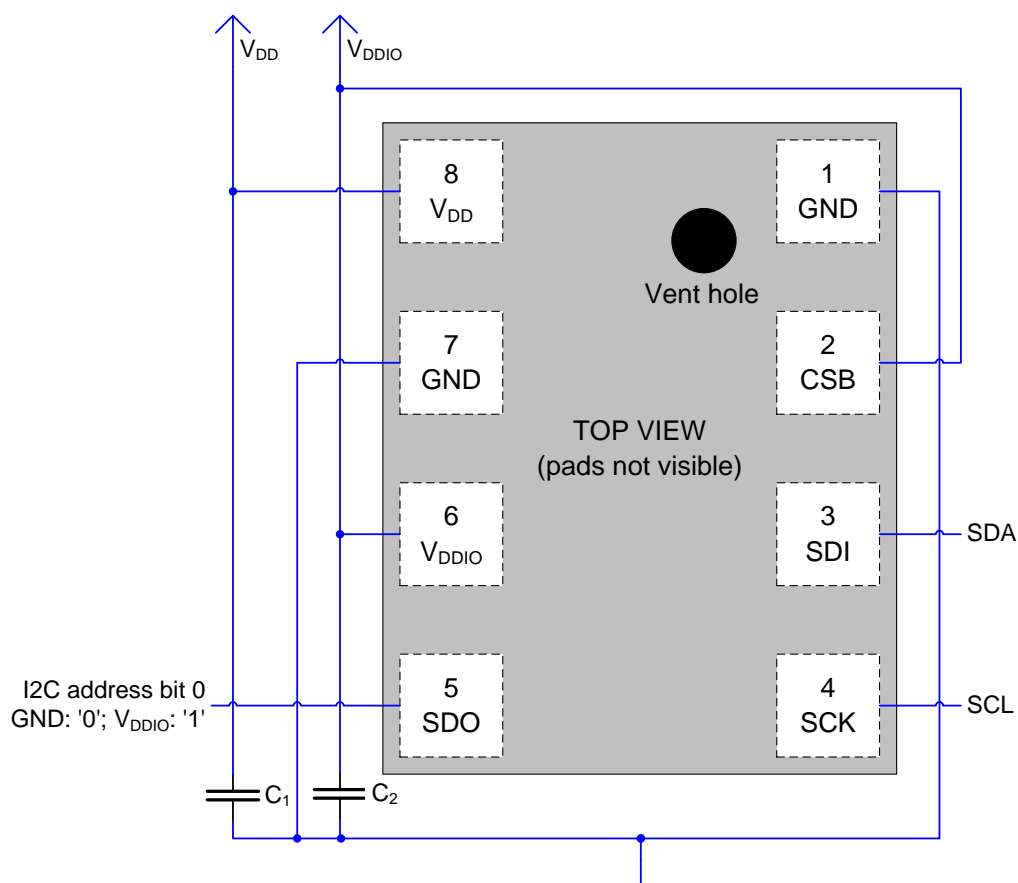 VDD
VDDIO
8
VDD
1
GND
Vent hole
7
GND
2
CSB
TOP VIEW
(pads not visible)
6
VDDIO
3
SDI
SDA
I2C address bit 0
GND: '0'; VDDIO: '1'
5
SDO
4
SCK
SCL
C1
C2